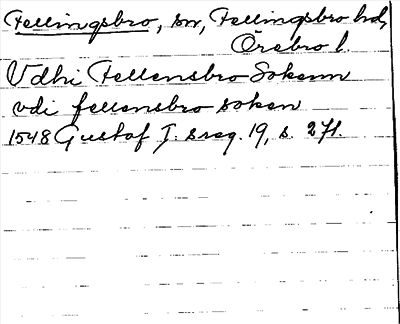 Fellingsbro, sn, Fellingsbro hd,
Örebro l.
Vdhi Fellensbro Sokenn
vdi fellensbro soken
1548 Gustaf I: s reg. 19, s. 271.